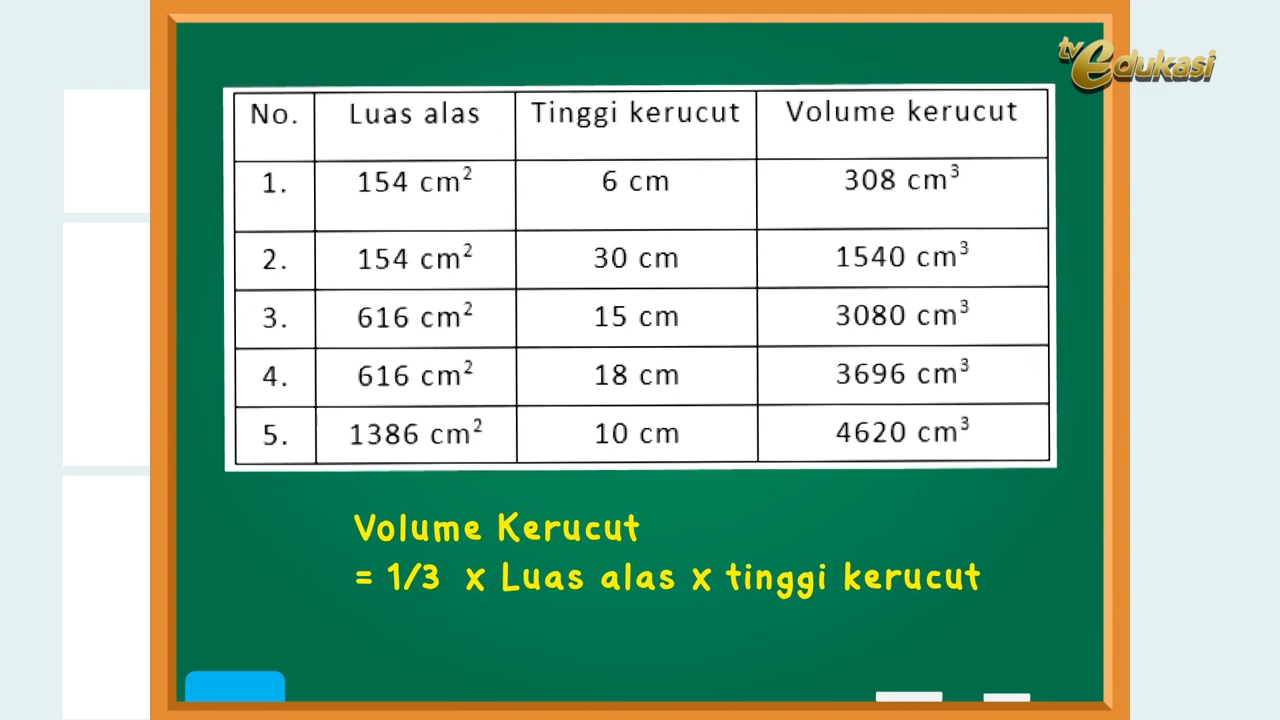 tv edukasi
No. Luas alas Tinggi kerucut Volume kerucut
1. 154 cm² 6 cm 308 cm³
2. 154 cm² 30 cm 1540 cm³
3. 616 cm² 15 cm 3080 cm³
4. 616 cm² 18 cm 3696 cm³
5. 1386 cm² 10 cm 4620 cm³
Volume Kerucut
= 1/3 x Luas alas x tinggi kerucut